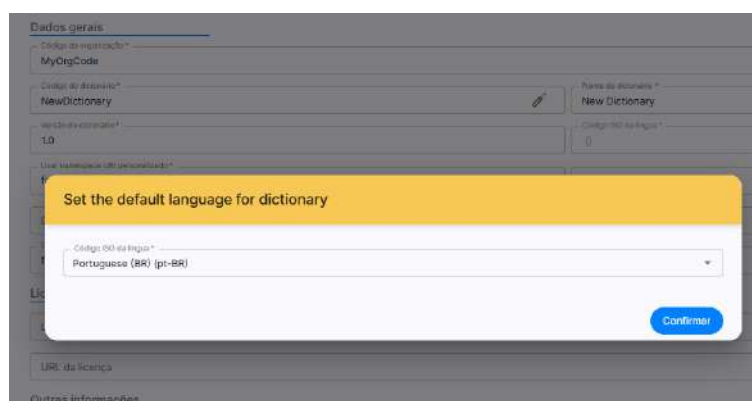 Dados gerais
Código da organização *
MyOrgCode
Código do dicionário *
Nome do dicionário *
NewDictionary
New Dictionary
Versão do dicionário *
Código ISO da língua *
1.0
0
Usar namespace URI personalizado *
Set the default language for dictionary
Código ISO da língua *
Portuguese (BR) (pt-BR)
Lic
Confirmar
URL da licença
Outras informações